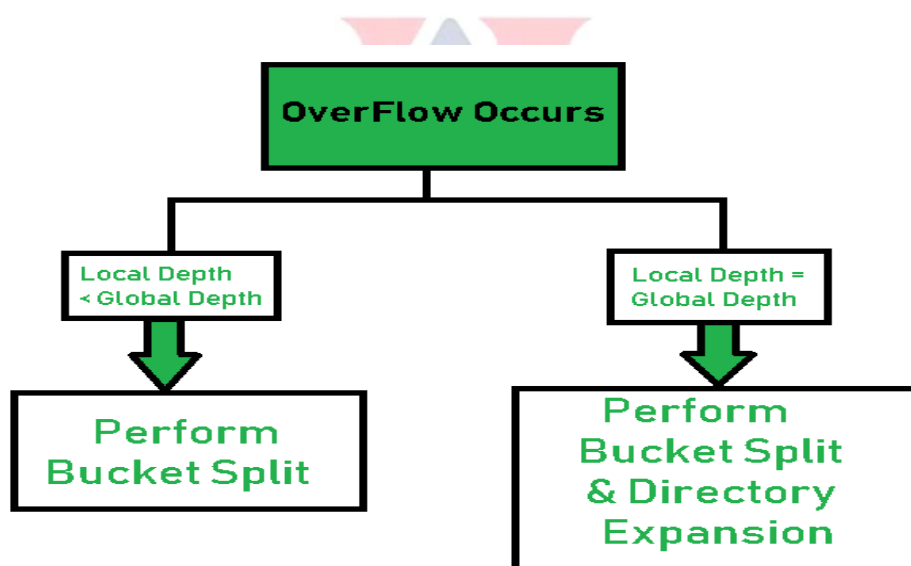 OverFlow Occurs
Local Depth
< Global Depth
Local Depth =
Global Depth
Perform
Bucket Split
Perform
Bucket Split
& Directory
Expansion